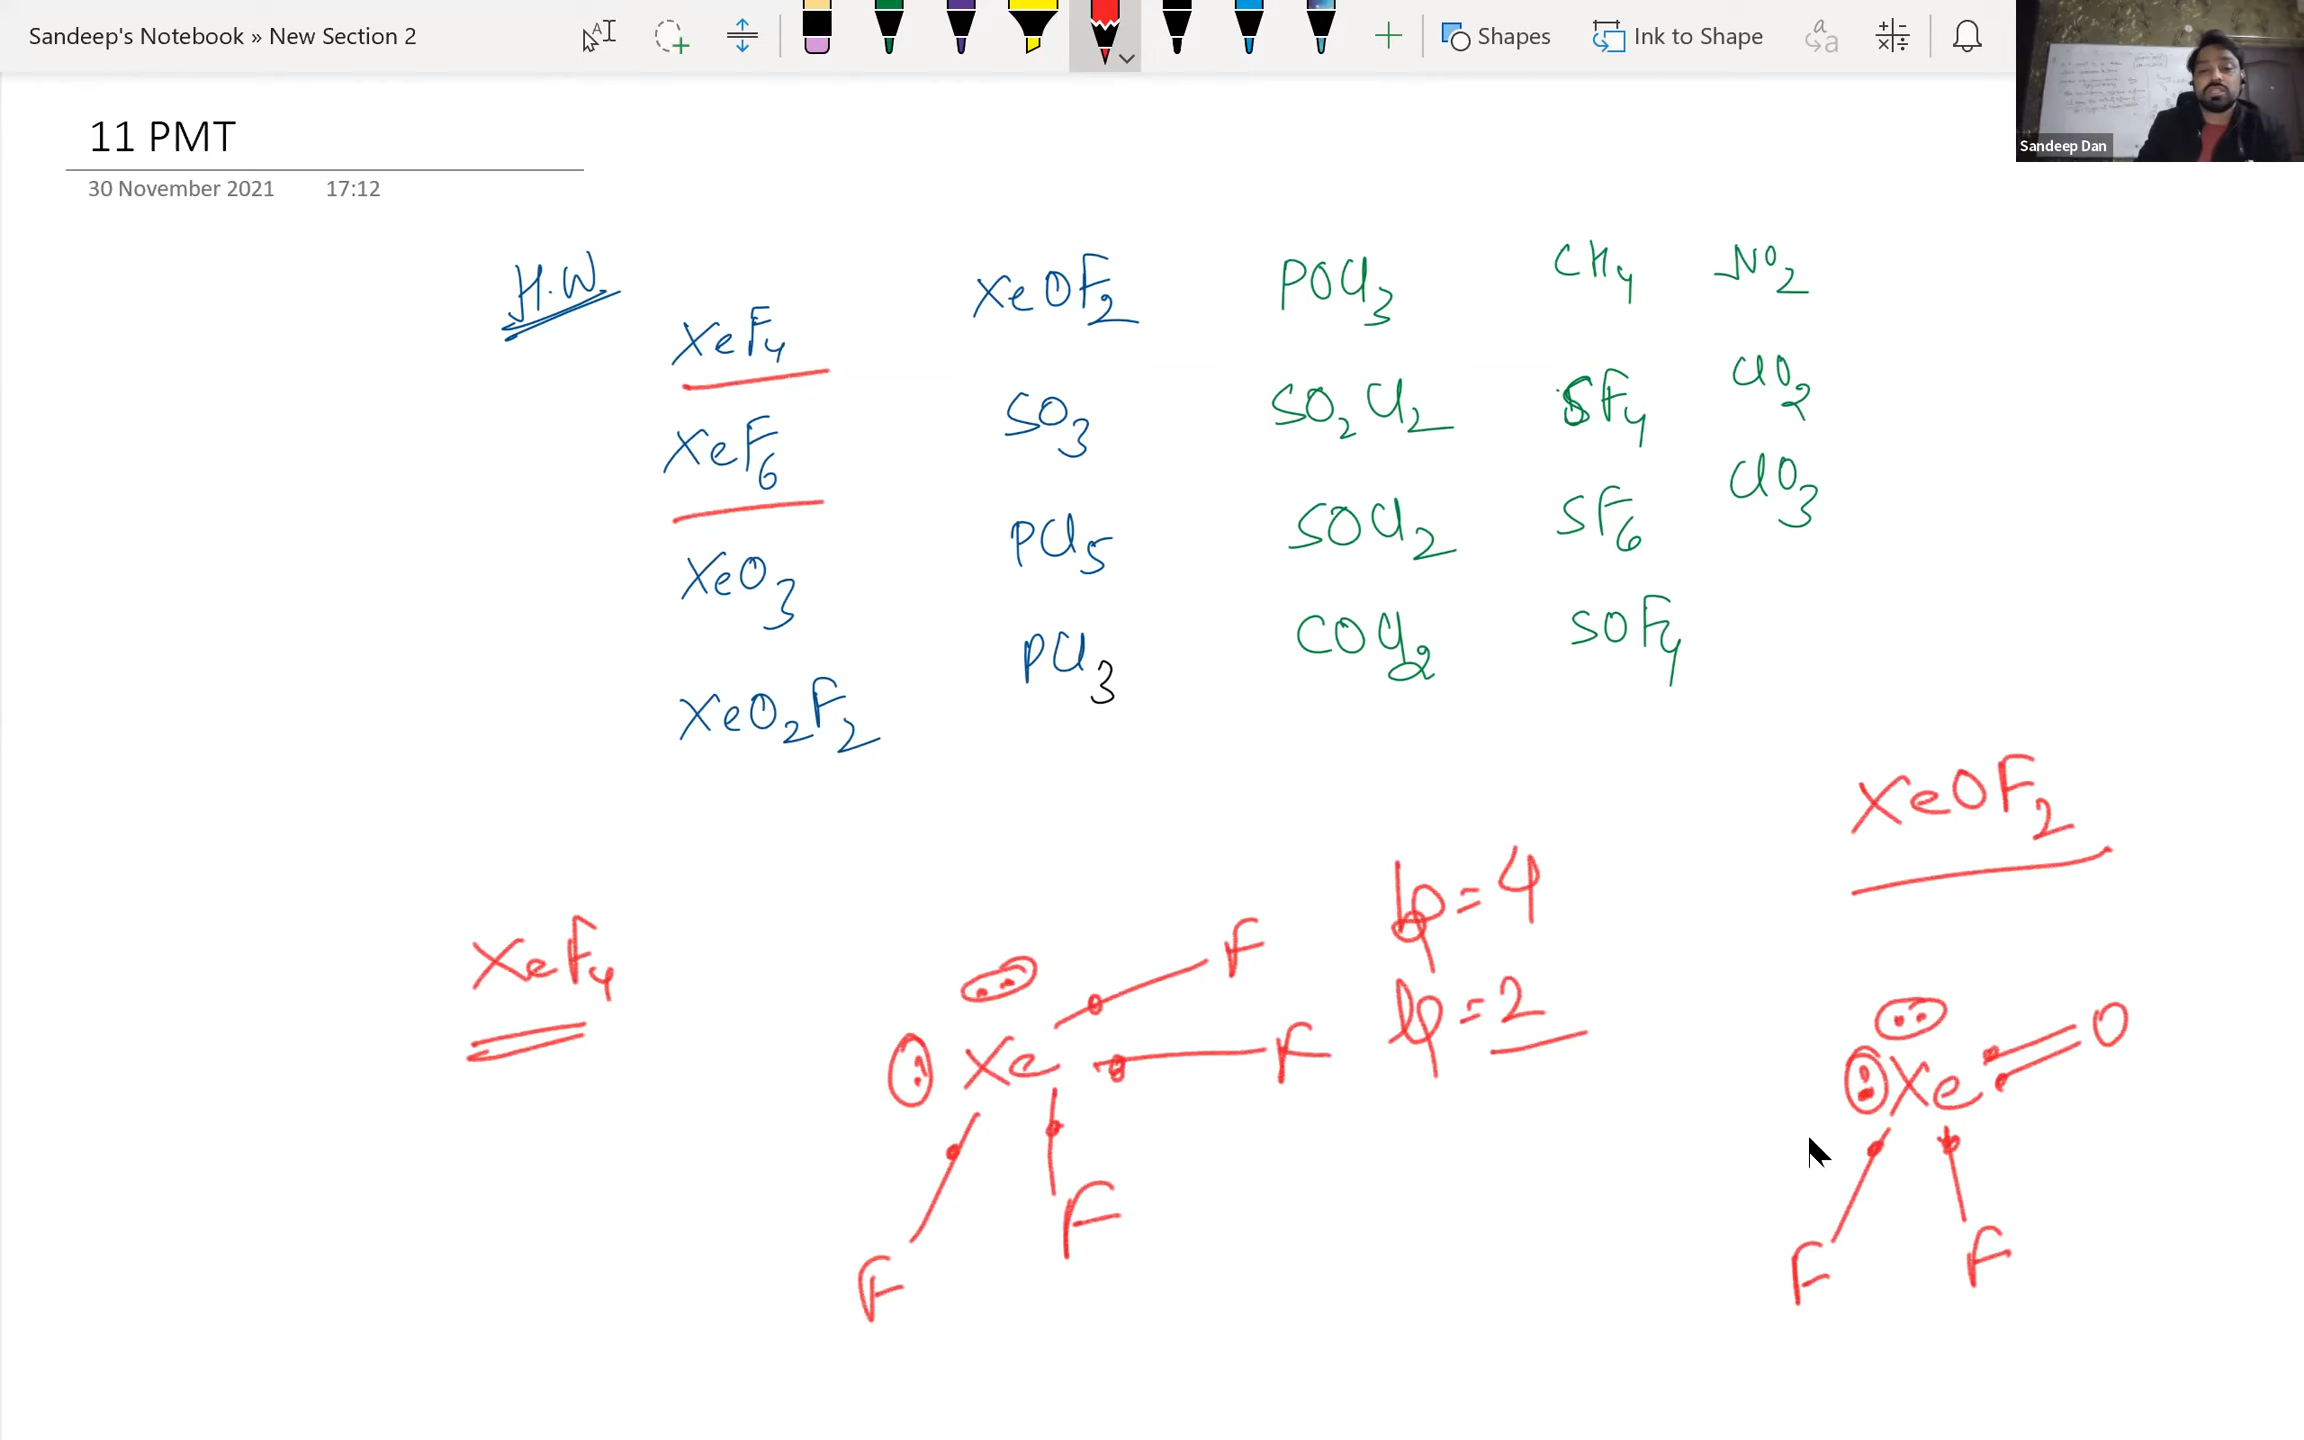 Sandeep's Notebook » New Section 2
Shapes
Ink to Shape
Sandeep Dan
11 PMT
30 November 2021 17:12
H.W.
XeF4
XeF6
XeO3
XeO2F2
XeOF2
SO3
PCl5
PCl3
POCl3
SO2Cl2
SOCl2
COCl2
CH4
SF4
SF6
SOF4
NO2
ClO2
ClO3
XeF4
Xe
F
F
F
F
bp = 4
lp = 2
XeOF2
Xe
O
F
F